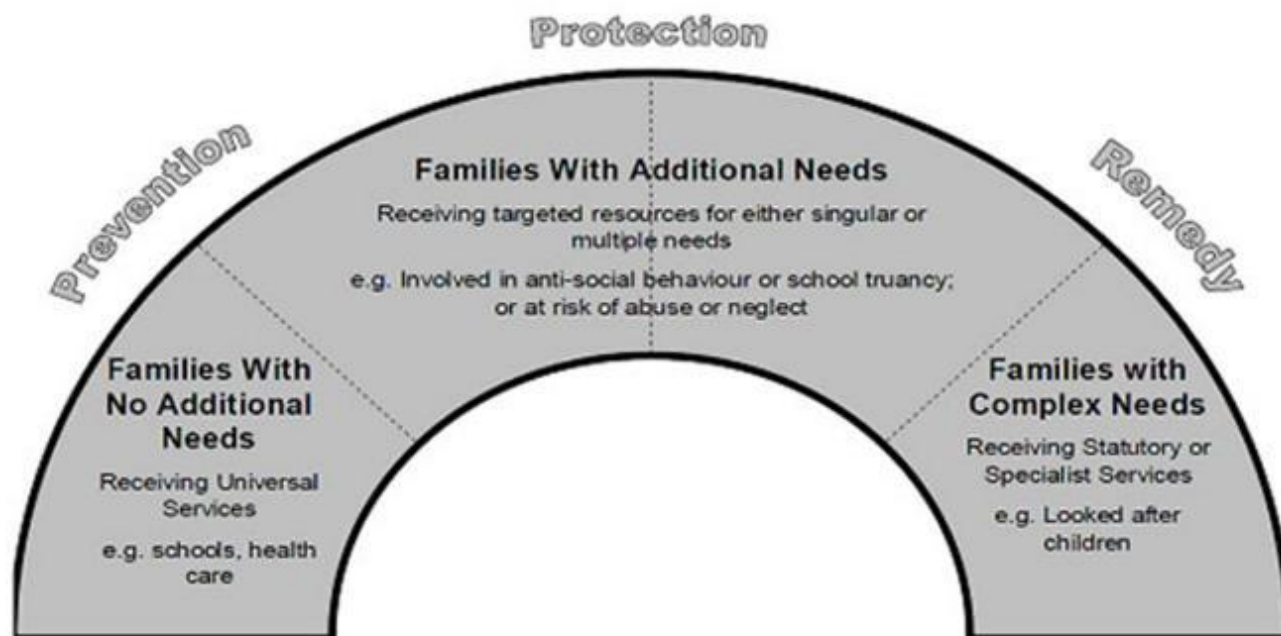 Protection
Prevention
Remedy
Families With Additional Needs
Receiving targeted resources for either singular or
multiple needs
e.g. Involved in anti-social behaviour or school truancy;
or at risk of abuse or neglect
Families With
No Additional
Needs
Receiving Universal
Services
e.g. schools, health
care
Families with
Complex Needs
Receiving Statutory or
Specialist Services
e.g. Looked after
children